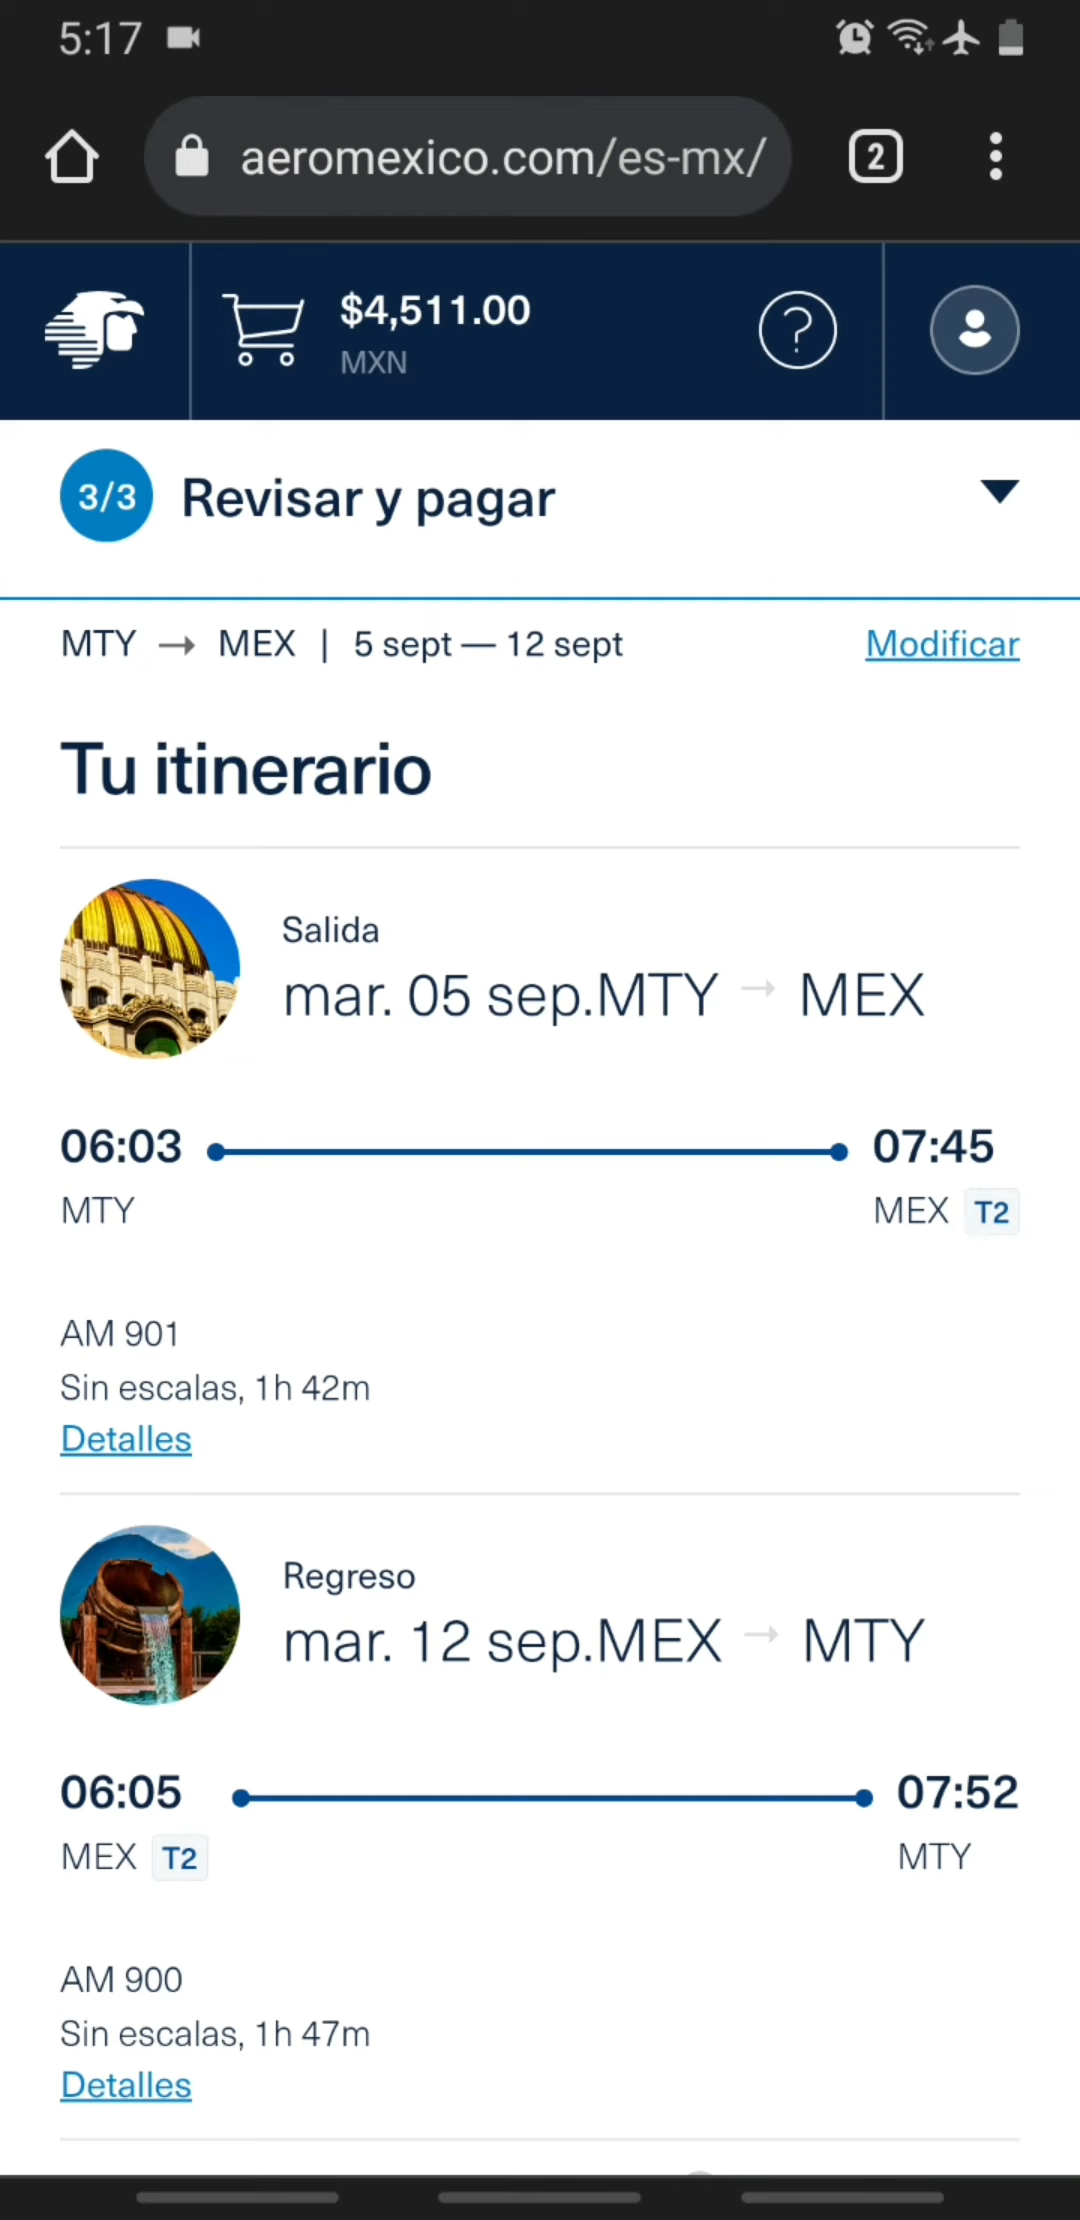 5:17
aeromexico.com/es-mx/
2
$4,511.00
MXN
?
3/3 Revisar y pagar
MTY → MEX | 5 sept — 12 sept Modificar
Tu itinerario
Salida
mar. 05 sep.MTY → MEX
06:03 07:45
MTY MEX T2
AM 901
Sin escalas, 1h 42m
Detalles
Regreso
mar. 12 sep.MEX → MTY
06:05 07:52
MEX T2 MTY
AM 900
Sin escalas, 1h 47m
Detalles